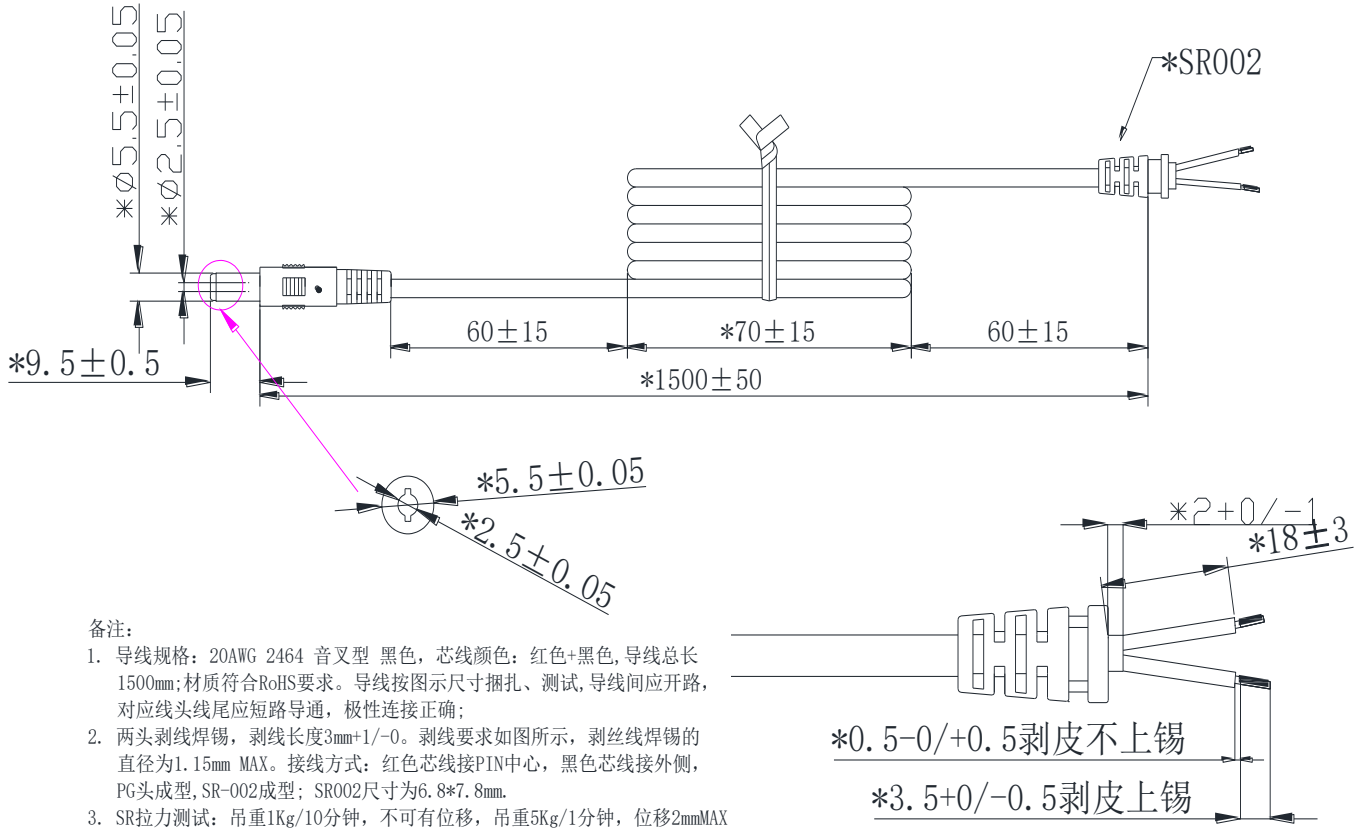 *Ø5.5±0.05
*Ø2.5±0.05
*SR002
60±15
*70±15
60±15
*9.5±0.5
*1500±50
*5.5±0.05
*2.5±0.05
*2+0/-1
*18±3
备注:
1. 导线规格: 20AWG 2464 音叉型 黑色, 芯线颜色: 红色+黑色,导线总长
1500mm;材质符合RoHS要求。导线按图示尺寸捆扎、测试,导线间应开路,
对应线头线尾应短路导通, 极性连接正确;
2. 两头剥线焊锡, 剥线长度3mm+1/-0。剥线要求如图所示, 剥丝线焊锡的
直径为1.15mm MAX。接线方式: 红色芯线接PIN中心, 黑色芯线接外侧,
PG头成型,SR-002成型; SR002尺寸为6.8*7.8mm.
3. SR拉力测试: 吊重1Kg/10分钟, 不可有位移, 吊重5Kg/1分钟, 位移2mmMAX
*0.5-0/+0.5剥皮不上锡
*3.5+0/-0.5剥皮上锡